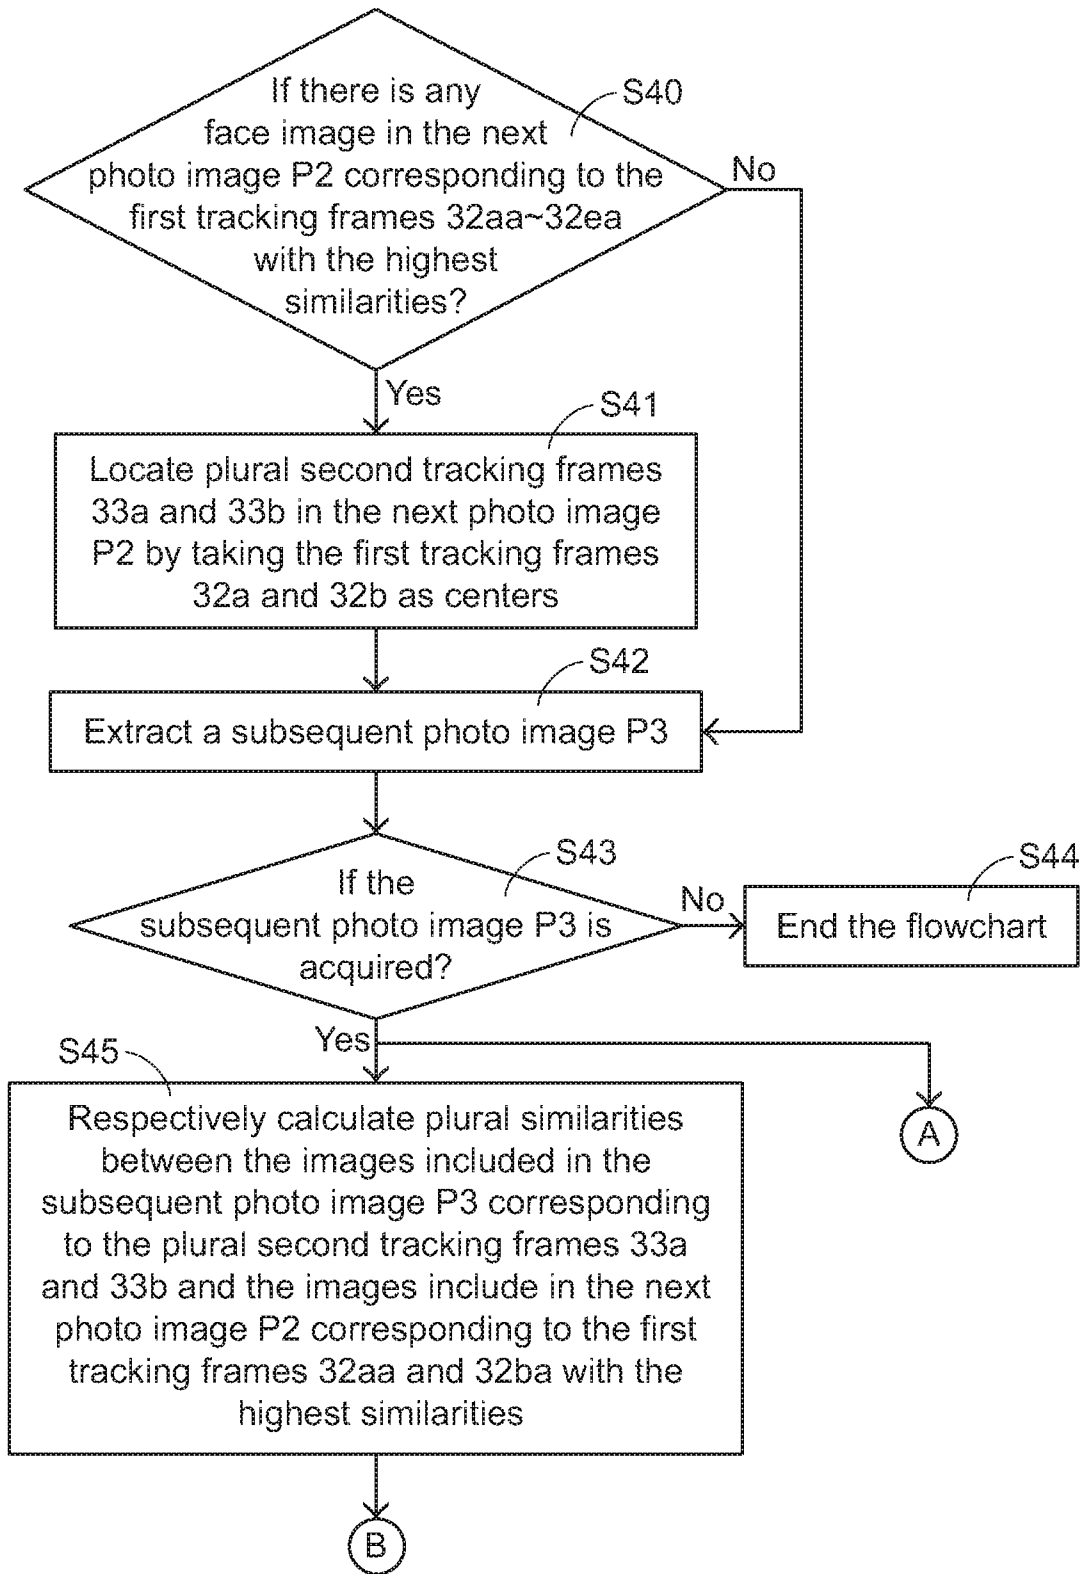 If there is any
face image in the next
photo image P2 corresponding to the
first tracking frames 32aa~32ea
with the highest
similarities?
S40
No
Yes
S41
Locate plural second tracking frames
33a and 33b in the next photo image
P2 by taking the first tracking frames
32a and 32b as centers
S42
Extract a subsequent photo image P3
S43
If the
subsequent photo image P3 is
acquired?
No
S44
End the flowchart
Yes
A
S45
Respectively calculate plural similarities
between the images included in the
subsequent photo image P3 corresponding
to the plural second tracking frames 33a
and 33b and the images include in the next
photo image P2 corresponding to the first
tracking frames 32aa and 32ba with the
highest similarities
B